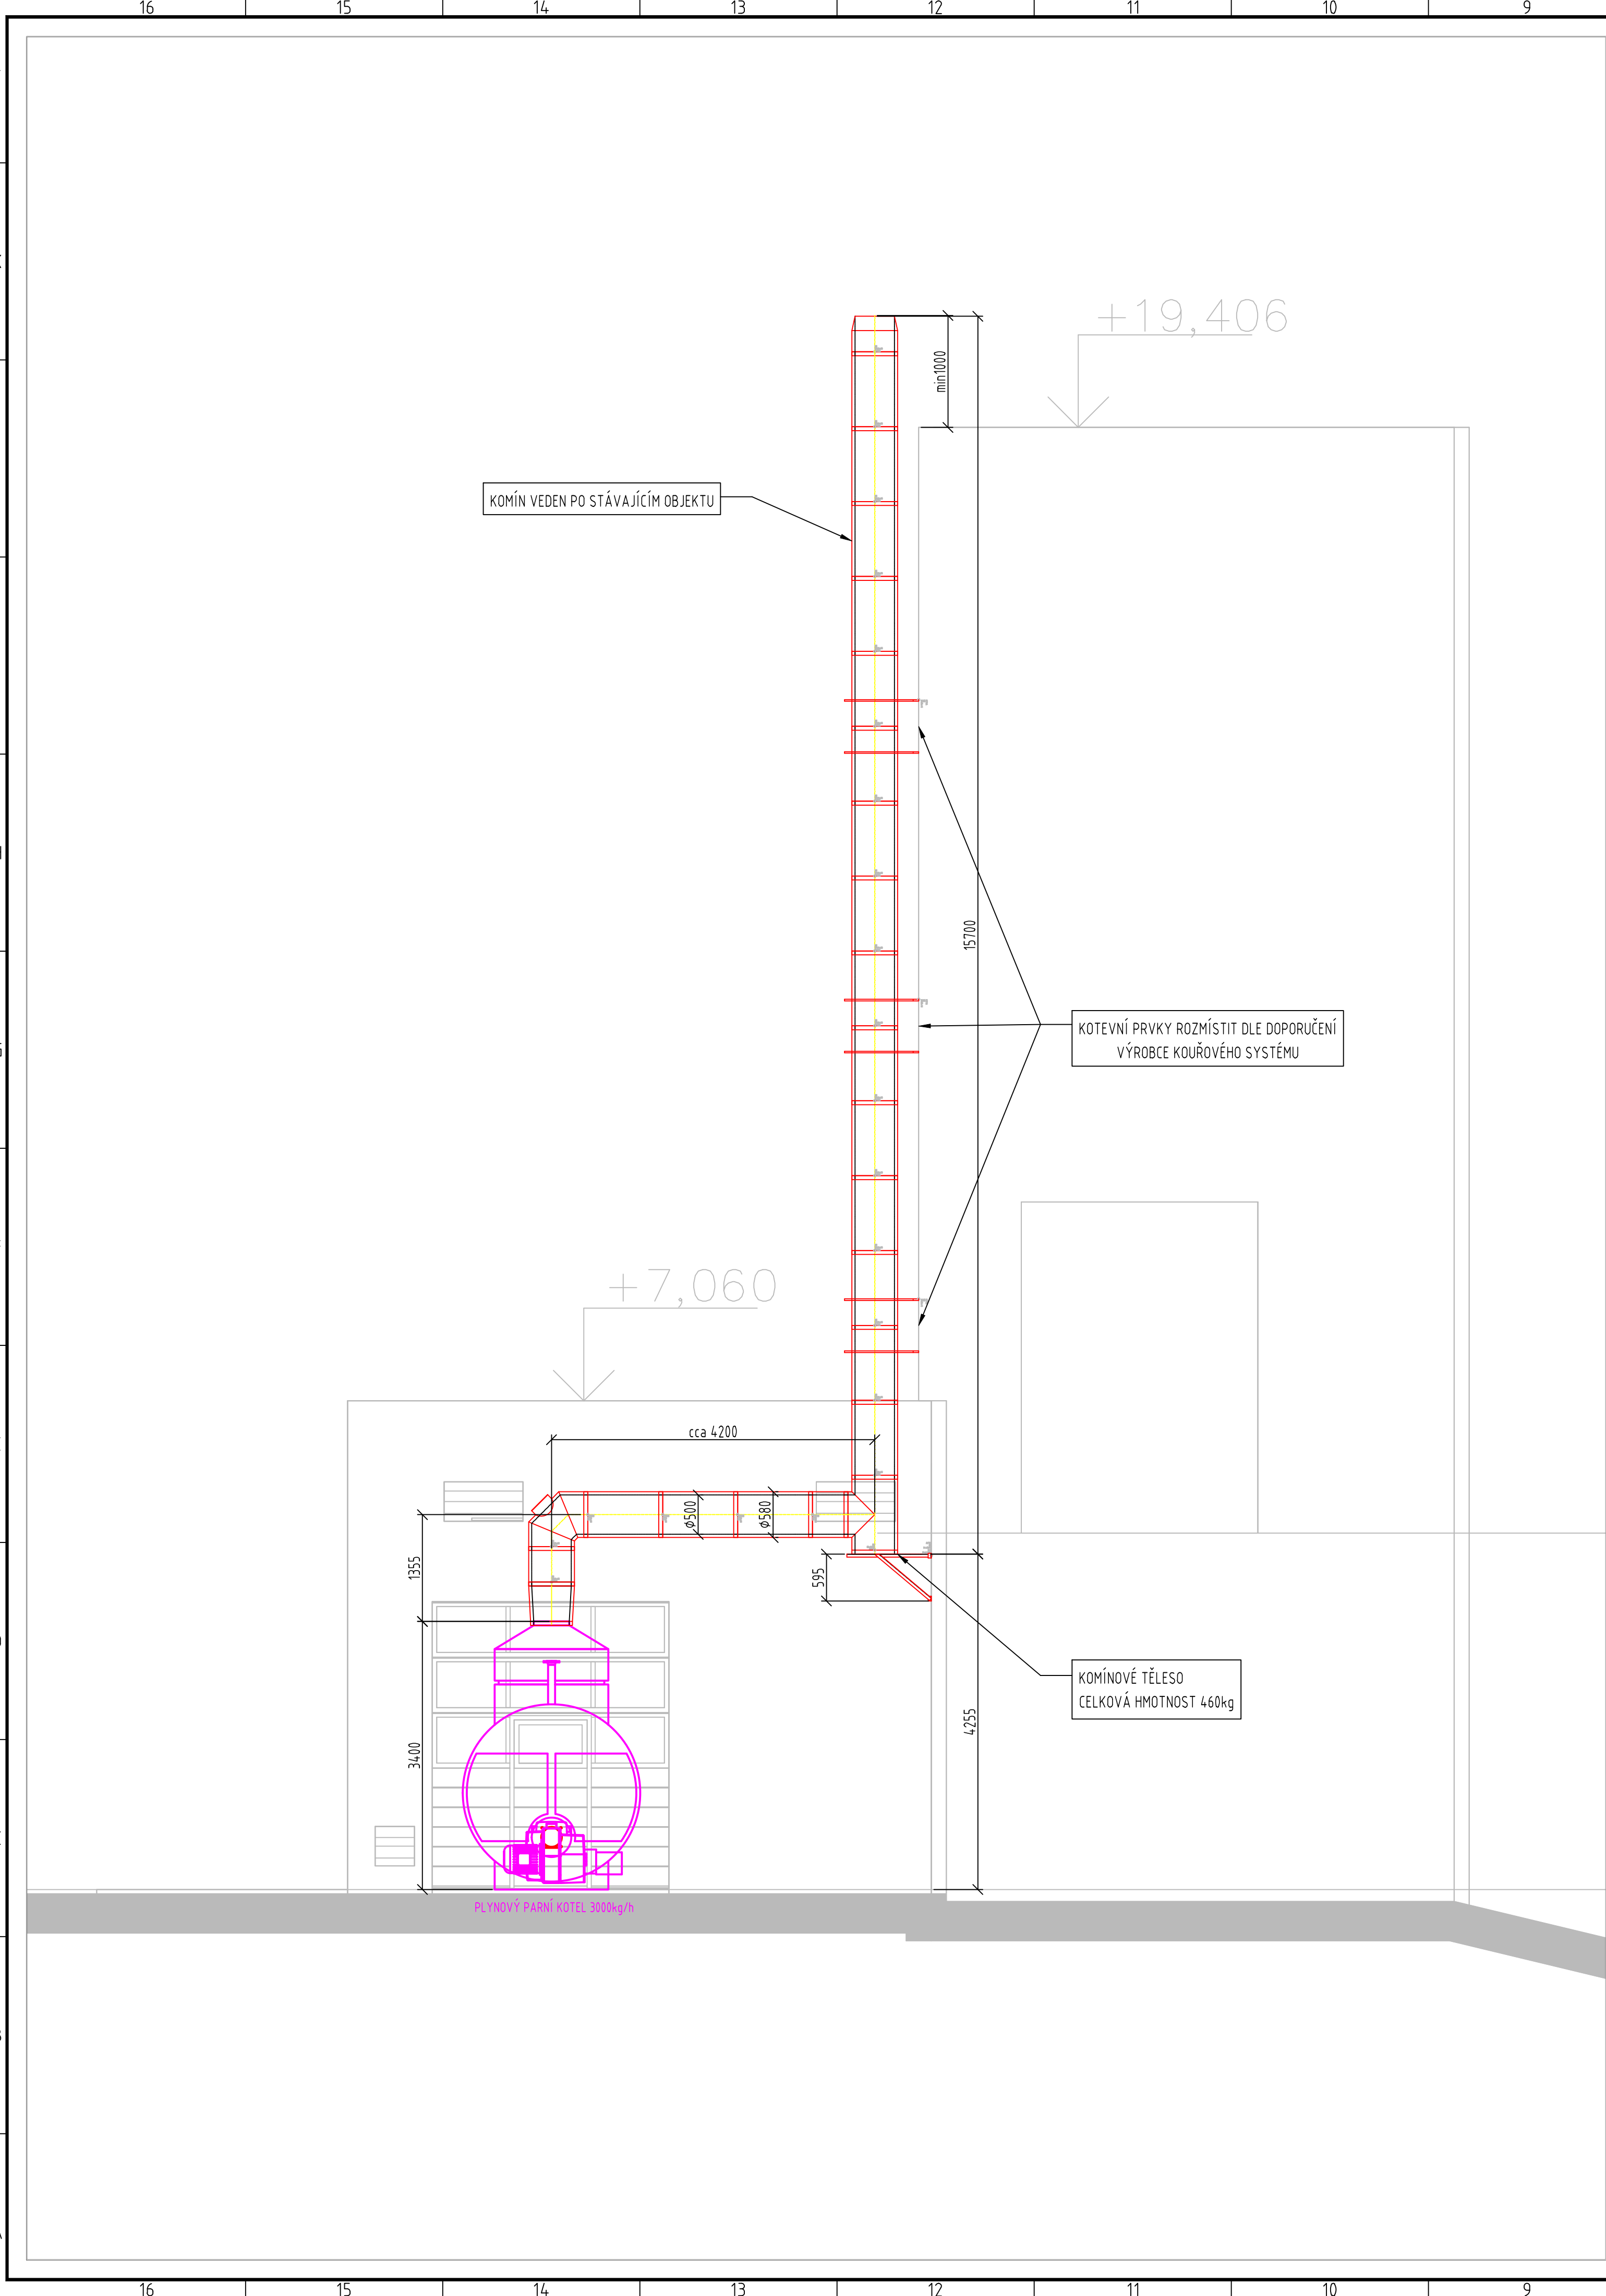 16 15 14 13 12 11 10 9
+19,406
min1000
KOMÍN VEDEN PO STÁVAJÍCÍM OBJEKTU
15700
KOTEVNÍ PRVKY ROZMÍSTIT DLE DOPORUČENÍ
VÝROBCE KOUŘOVÉHO SYSTÉMU
+7,060
cca 4200
ø500
ø580
1355
595
KOMÍNOVÉ TĚLESO
CELKOVÁ HMOTNOST 460kg
3400
4255
PLYNOVÝ PARNÍ KOTEL 3000kg/h
16 15 14 13 12 11 10 9